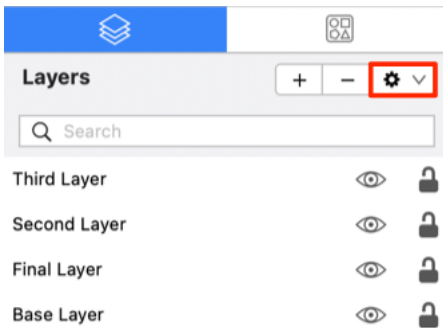 Layers
Search
Third Layer
Second Layer
Final Layer
Base Layer